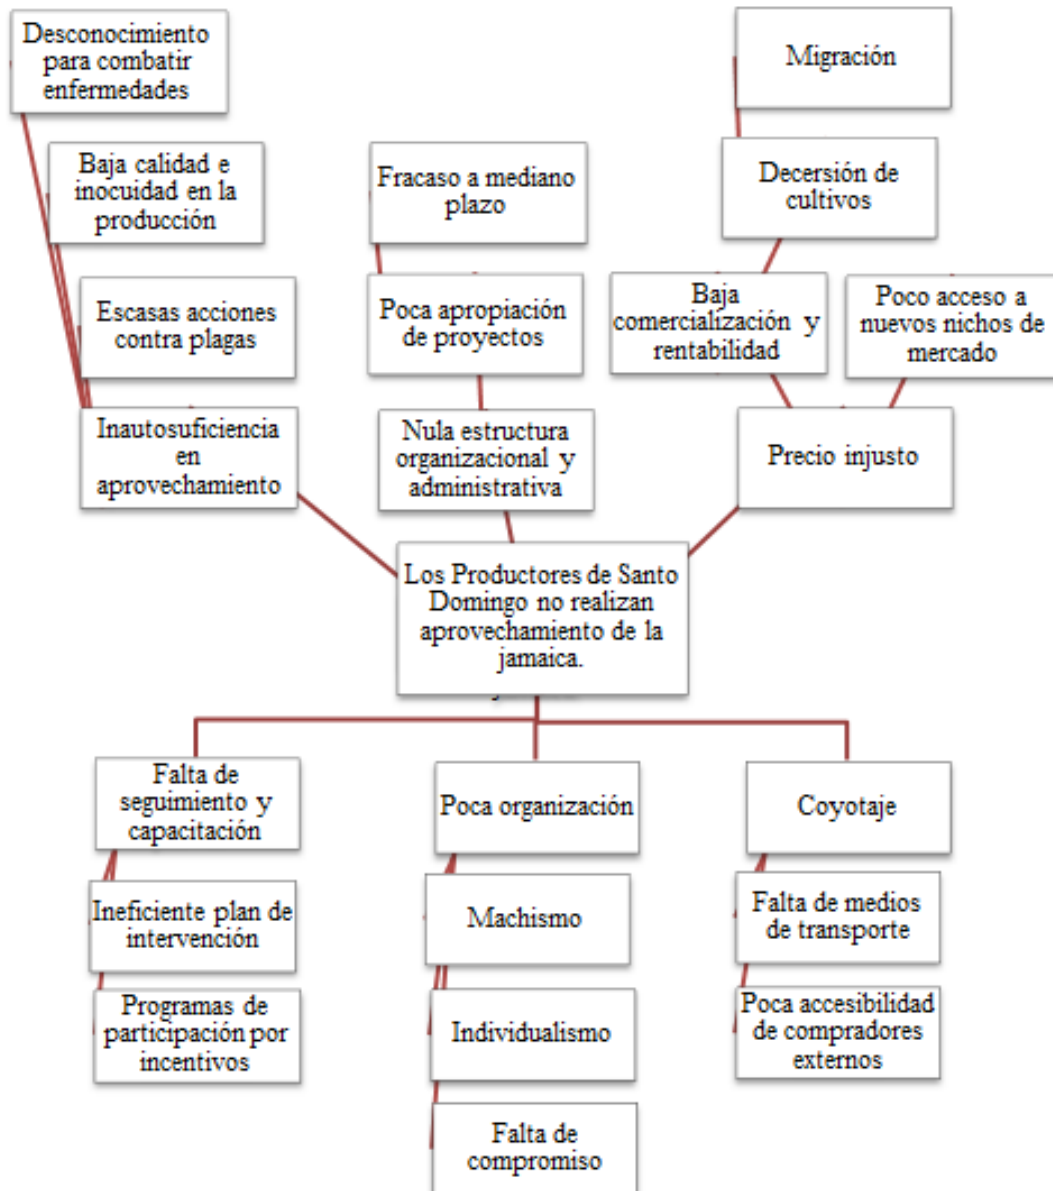 Desconocimiento
para combatir
enfermedades
Migración
Baja calidad e
inocuidad en la
producción
Fracaso a mediano
plazo
Decersión de
cultivos
Escasas acciones
contra plagas
Poca apropiación
de proyectos
Baja
comercialización y
rentabilidad
Poco acceso a
nuevos nichos de
mercado
Inautosuficiencia
en
aprovechamiento
Nula estructura
organizacional y
administrativa
Precio injusto
Los Productores de Santo
Domingo no realizan
aprovechamiento de la
jamaica.
Falta de
seguimiento y
capacitación
Poca organización
Coyotaje
Ineficiente plan de
intervención
Machismo
Falta de medios
de transporte
Programas de
participación por
incentivos
Individualismo
Poca accesibilidad
de compradores
externos
Falta de
compromiso